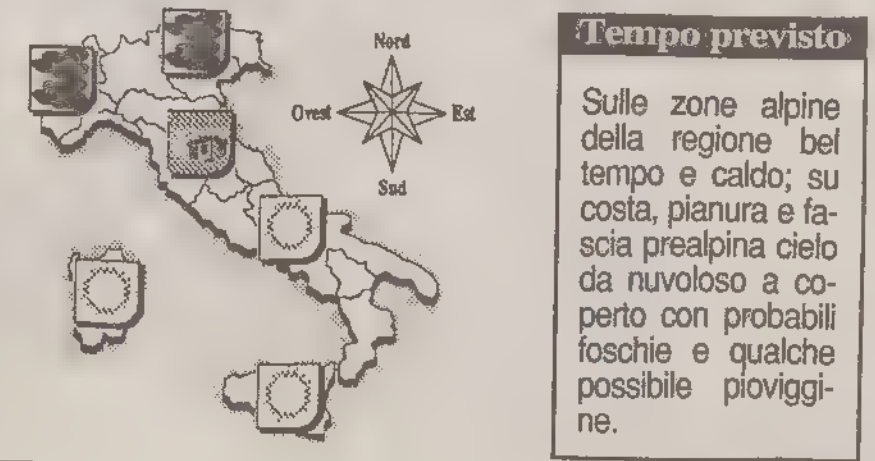 Nord
Ovest
Est
Sud
Tempo previsto
Sulle zone alpine
della regione bel
tempo e caldo; su
costa, pianura e fa-
scia prealpina cielo
da nuvoloso a co-
perto con probabili
foschie e qualche
possibile pioviggi-
ne.